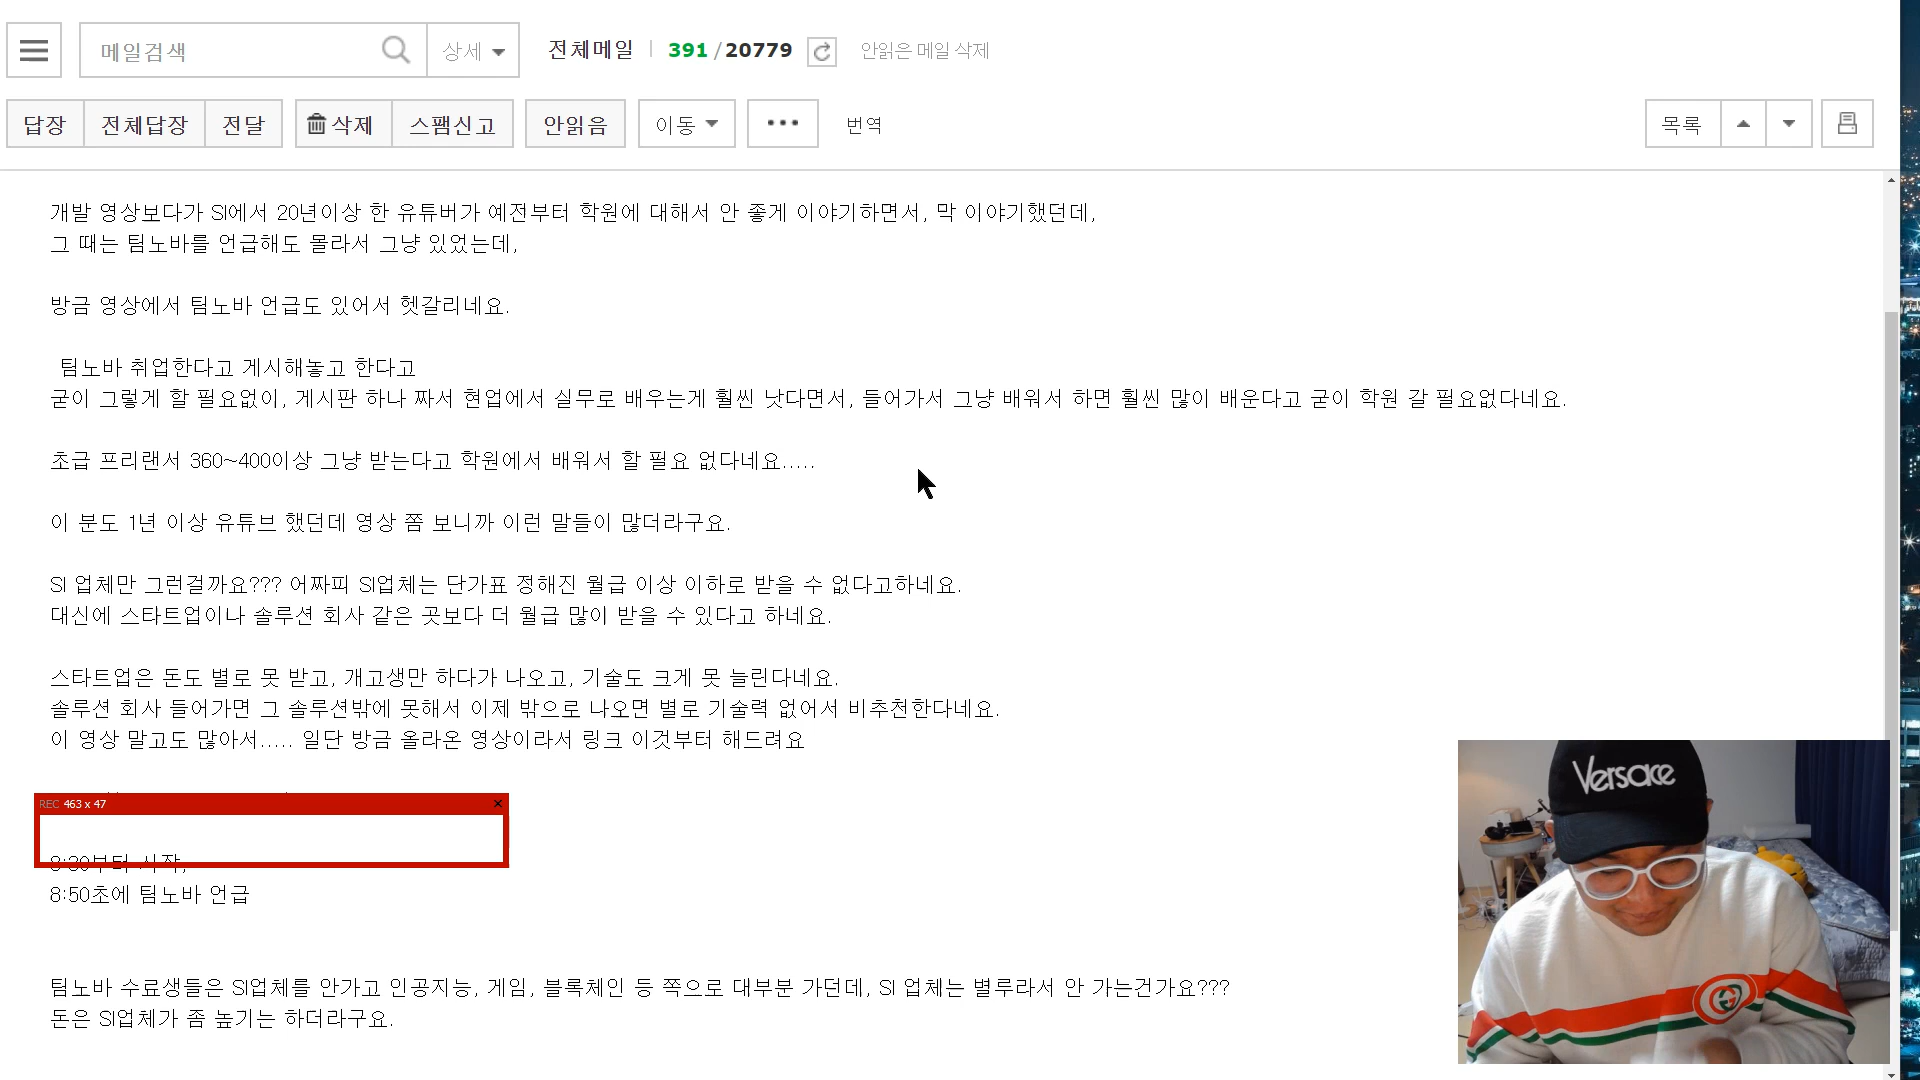 메일검색
상세
전체메일
391 / 20779
안읽은 메일 삭제
답장
전체답장
전달
삭제
스팸신고
안읽음
이동
•••
번역
목록
개발 영상보다가 SI에서 20년이상 한 유튜버가 예전부터 학원에 대해서 안 좋게 이야기하면서, 막 이야기했던데,
그 때는 팀노바를 언급해도 몰라서 그냥 있었는데,
방금 영상에서 팀노바 언급도 있어서 헷갈리네요.
팀노바 취업한다고 게시해놓고 한다고
굳이 그렇게 할 필요없이, 게시판 하나 짜서 현업에서 실무로 배우는게 훨씬 낫다면서, 들어가서 그냥 배워서 하면 훨씬 많이 배운다고 굳이 학원 갈 필요없다네요.
초급 프리랜서 360~400이상 그냥 받는다고 학원에서 배워서 할 필요 없다네요.....
이 분도 1년 이상 유튜브 했던데 영상 쫌 보니까 이런 말들이 많더라구요.
SI 업체만 그런걸까요??? 어짜피 SI업체는 단가표 정해진 월급 이상 이하로 받을 수 없다고하네요.
대신에 스타트업이나 솔루션 회사 같은 곳보다 더 월급 많이 받을 수 있다고 하네요.
스타트업은 돈도 별로 못 받고, 개고생만 하다가 나오고, 기술도 크게 못 늘린다네요.
솔루션 회사 들어가면 그 솔루션밖에 못해서 이제 밖으로 나오면 별로 기술력 없어서 비추천한다네요.
이 영상 말고도 많아서..... 일단 방금 올라온 영상이라서 링크 이것부터 해드려요
REC 463 x 47
8:30부터 시작,
8:50초에 팀노바 언급
팀노바 수료생들은 SI업체를 안가고 인공지능, 게임, 블록체인 등 쪽으로 대부분 가던데, SI 업체는 별루라서 안 가는건가요???
돈은 SI업체가 좀 높기는 하더라구요.
Versace